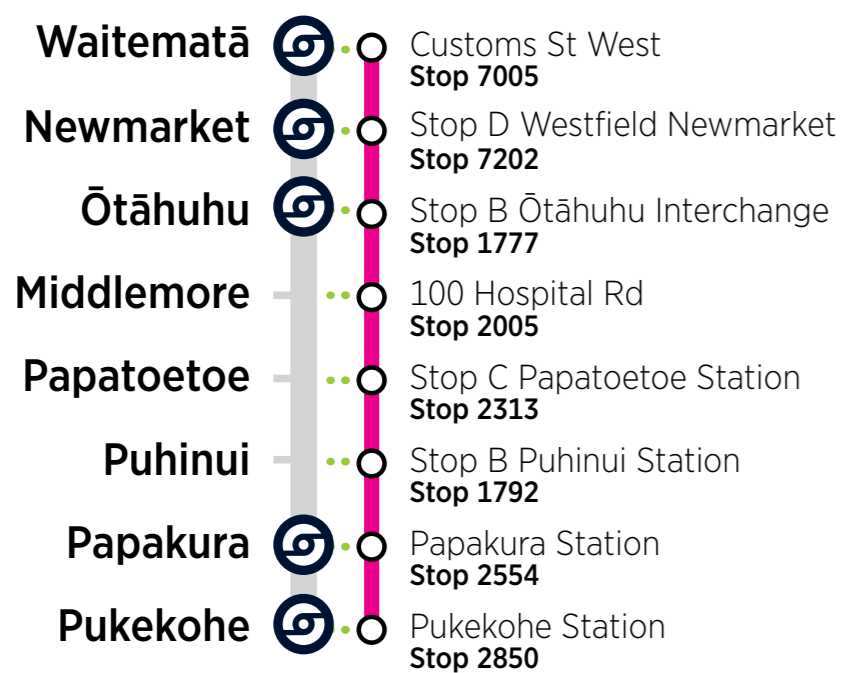 Waitematā
Customs St West
Stop 7005
Newmarket
Stop D Westfield Newmarket
Stop 7202
Ōtāhuhu
Stop B Ōtāhuhu Interchange
Stop 1777
Middlemore
100 Hospital Rd
Stop 2005
Papatoetoe
Stop C Papatoetoe Station
Stop 2313
Puhinui
Stop B Puhinui Station
Stop 1792
Papakura
Papakura Station
Stop 2554
Pukekohe
Pukekohe Station
Stop 2850